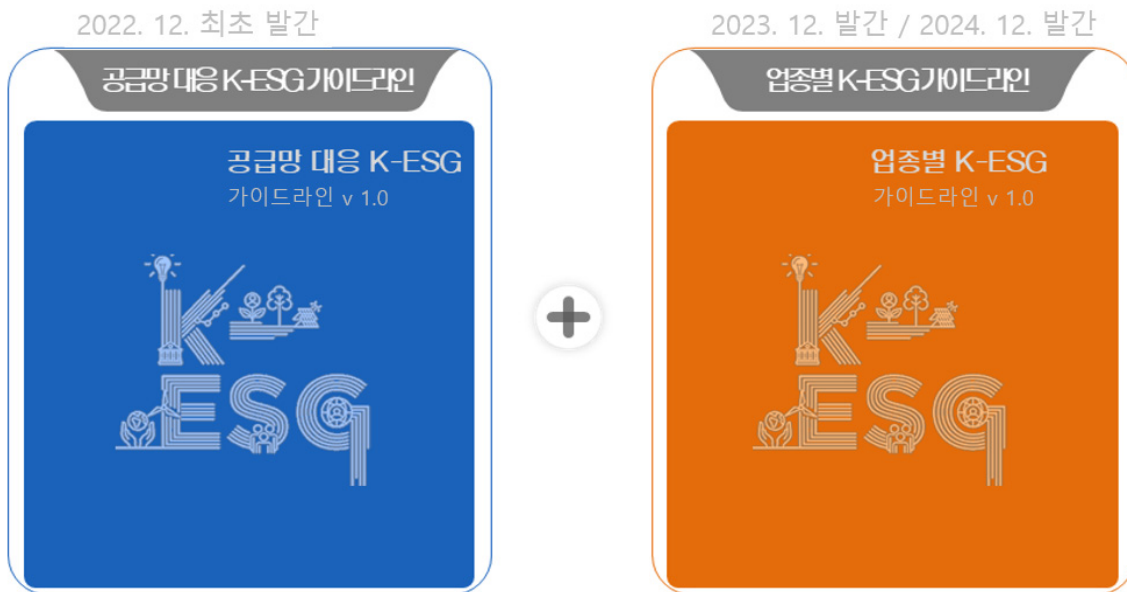 2022. 12. 최초 발간
공급망 대응 K-ESG 가이드라인
공급망 대응 K-ESG
가이드라인 v 1.0
K-
ESG
2023. 12. 발간 / 2024. 12. 발간
업종별 K-ESG 가이드라인
업종별 K-ESG
가이드라인 v 1.0
K-
ESG